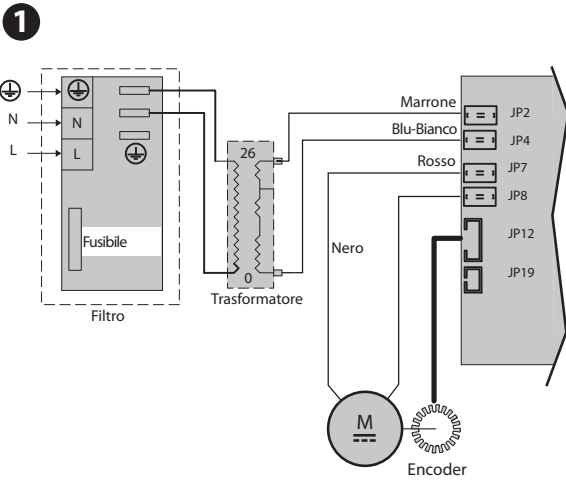 1
N
L
N
L
Fusibile
Filtro
26
0
Trasformatore
Marrone
Blu-Bianco
Rosso
Nero
JP2
JP4
JP7
JP8
JP12
JP19
M
Encoder